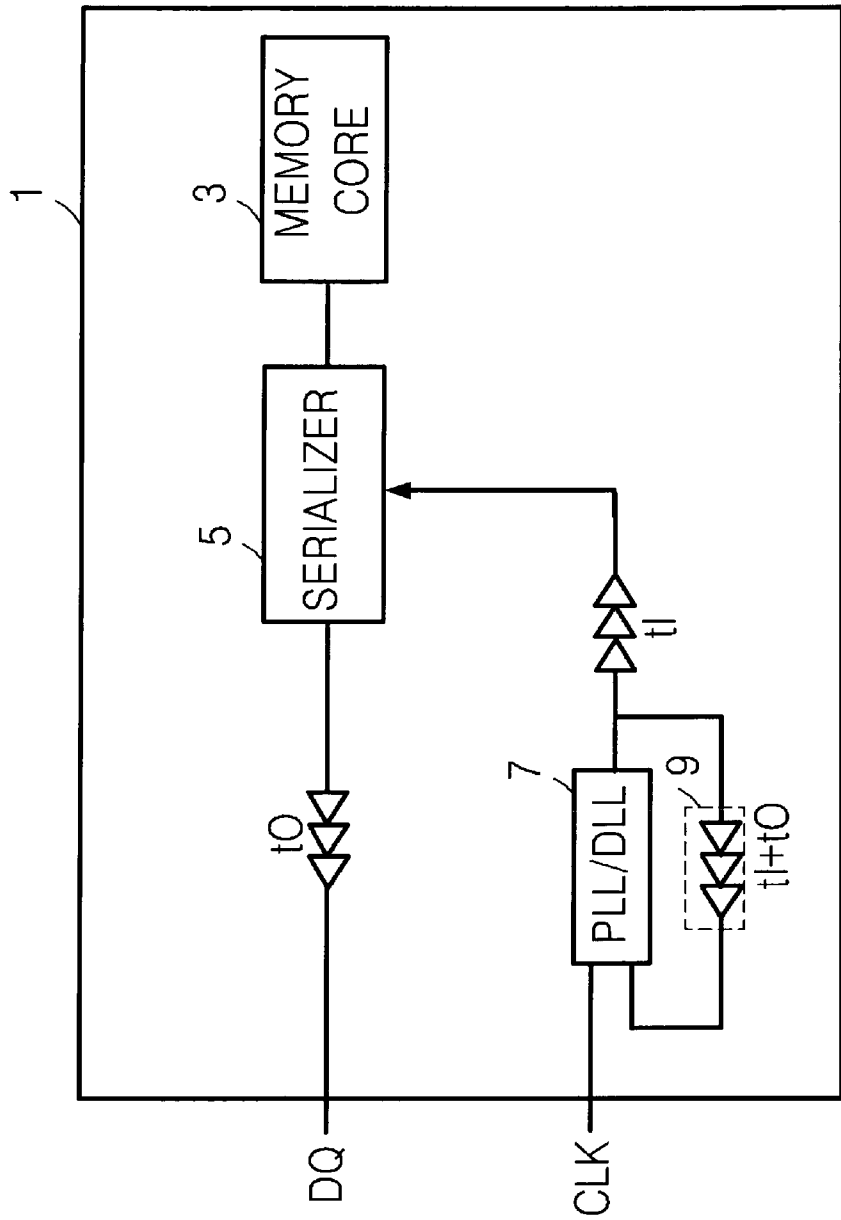 1
3
MEMORY
CORE
5
SERIALIZER
tO
DQ
tI
7
PLL/DLL
9
tI+tO
CLK